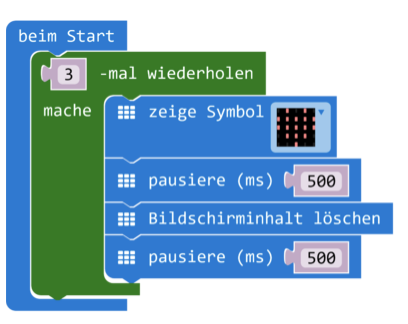 beim Start
3 -mal wiederholen
mache
zeige Symbol
pausiere (ms) 500
Bildschirminhalt löschen
pausiere (ms) 500